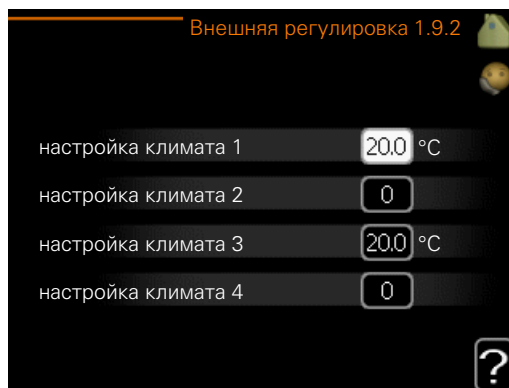 Внешняя регулировка 1.9.2
настройка климата 1 20.0 °C
настройка климата 2 0
настройка климата 3 20.0 °C
настройка климата 4 0
?